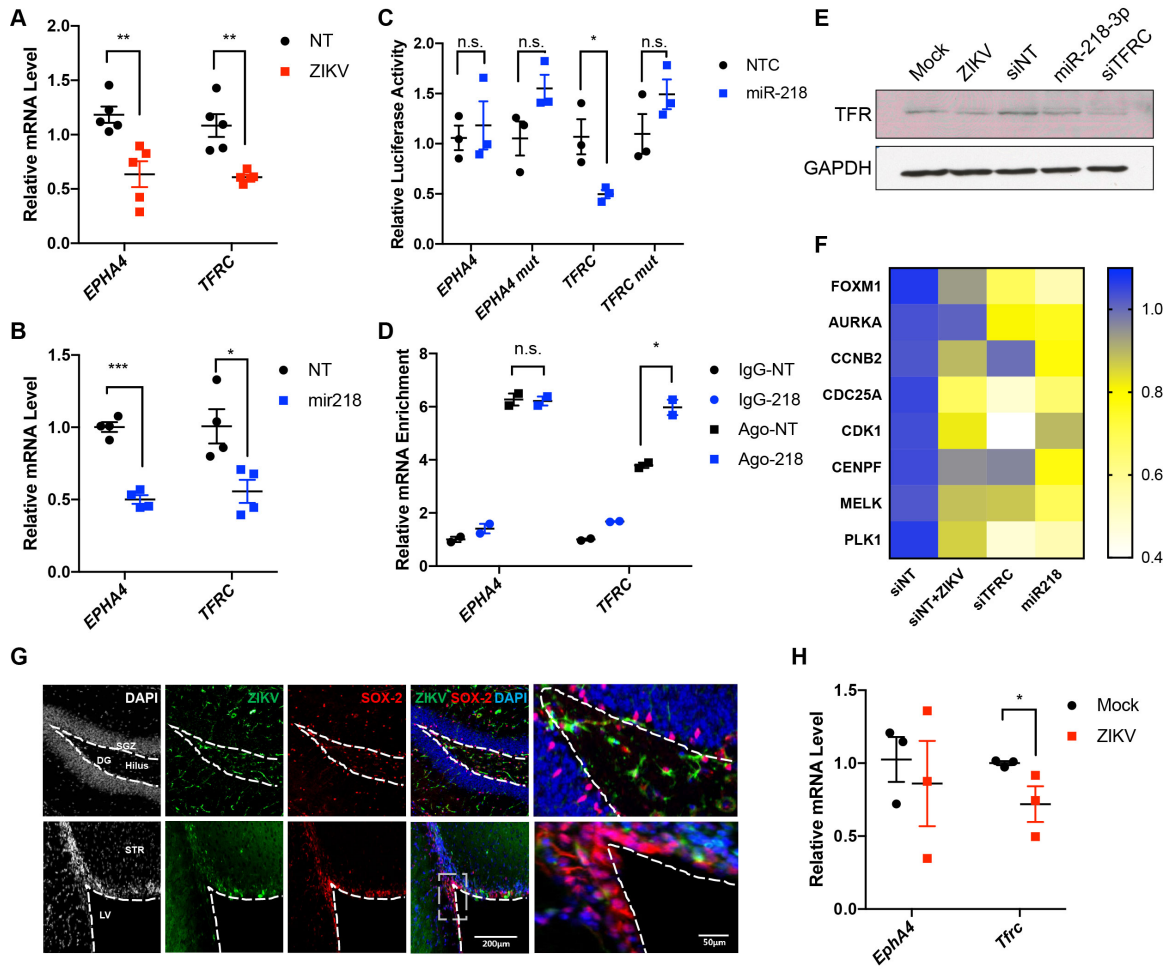 A
Relative mRNA Level
2.0
1.5
1.0
0.5
0.0
**
**
NT
ZIKV
EPHA4
TFRC
B
Relative mRNA Level
1.5
1.0
0.5
0.0
***
*
NT
mir218
EPHA4
TFRC
C
Relative Luciferase Activity
2.0
1.5
1.0
0.5
0.0
n.s.
n.s.
*
n.s.
NTC
miR-218
EPHA4
EPHA4 mut
TFRC
TFRC mut
D
Relative mRNA Enrichment
8
6
4
2
0
n.s.
*
IgG-NT
IgG-218
Ago-NT
Ago-218
EPHA4
TFRC
E
Mock
ZIKV
siNT
miR-218-3p
siTFRC
TFR
GAPDH
F
FOXM1
AURKA
CCNB2
CDC25A
CDK1
CENPF
MELK
PLK1
siNT
siNT+ZIKV
siTFRC
miR218
1.0
0.8
0.6
0.4
G
DAPI
SGZ
DG
Hilus
ZIKV
SOX-2
ZIKV SOX-2 DAPI
STR
LV
200μm
50μm
H
Relative mRNA Level
1.5
1.0
0.5
0.0
*
Mock
ZIKV
EphA4
Tfrc